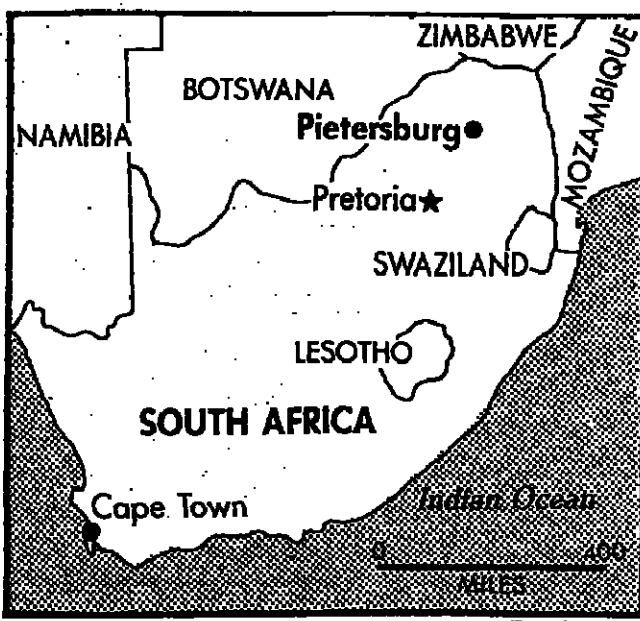 ZIMBABWE
BOTSWANA
MOZAMBIQUE
NAMIBIA
Pietersburg
Pretoria
SWAZILAND
LESOTHO
SOUTH AFRICA
Indian Ocean
Cape Town
0 400
MILES